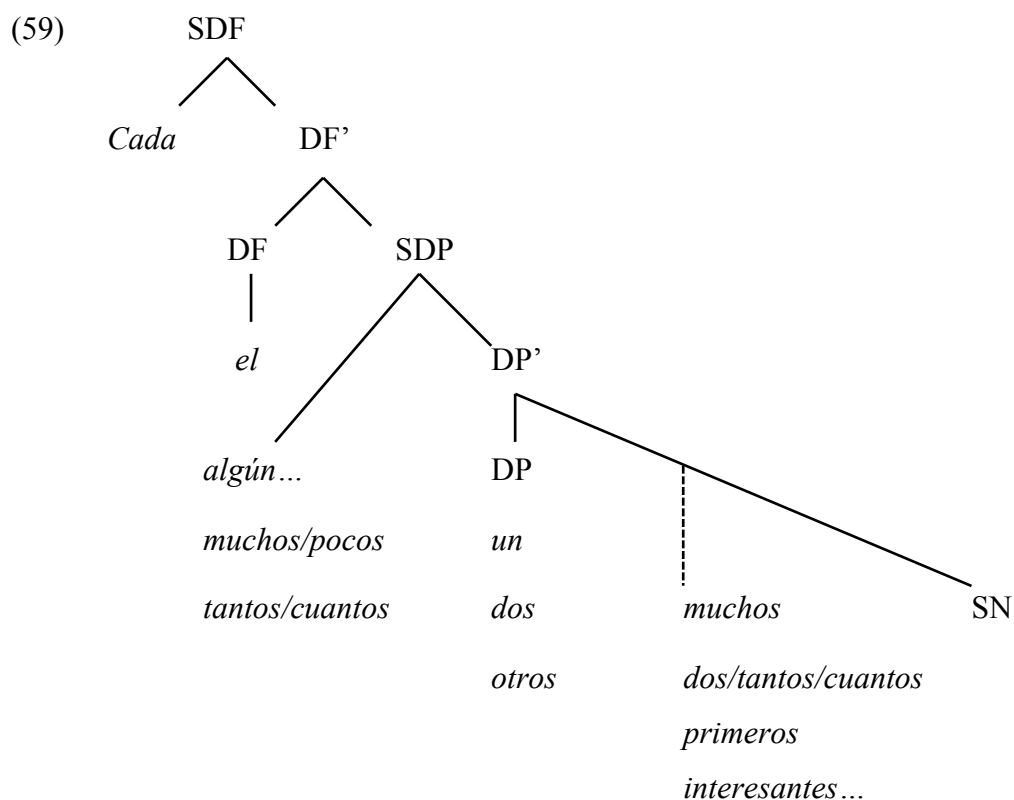 (59) SDF
Cada DF’
DF SDP
el DP’
algún... DP
muchos/pocos un
tantos/cuantos dos muchos SN
otros dos/tantos/cuantos
primeros
interesantes...